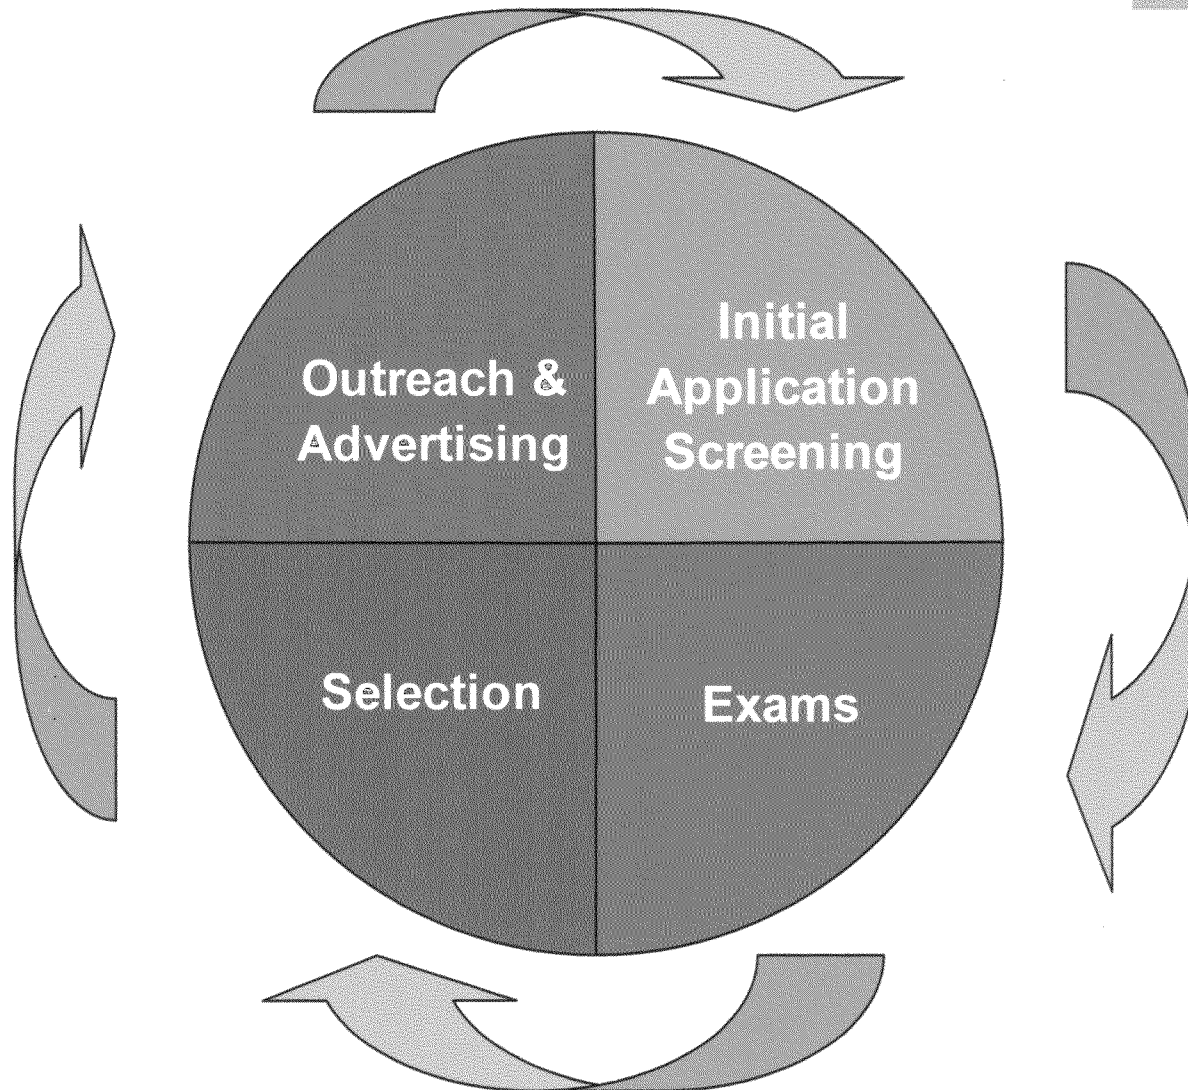 Outreach &
Advertising
Initial
Application
Screening
Selection
Exams